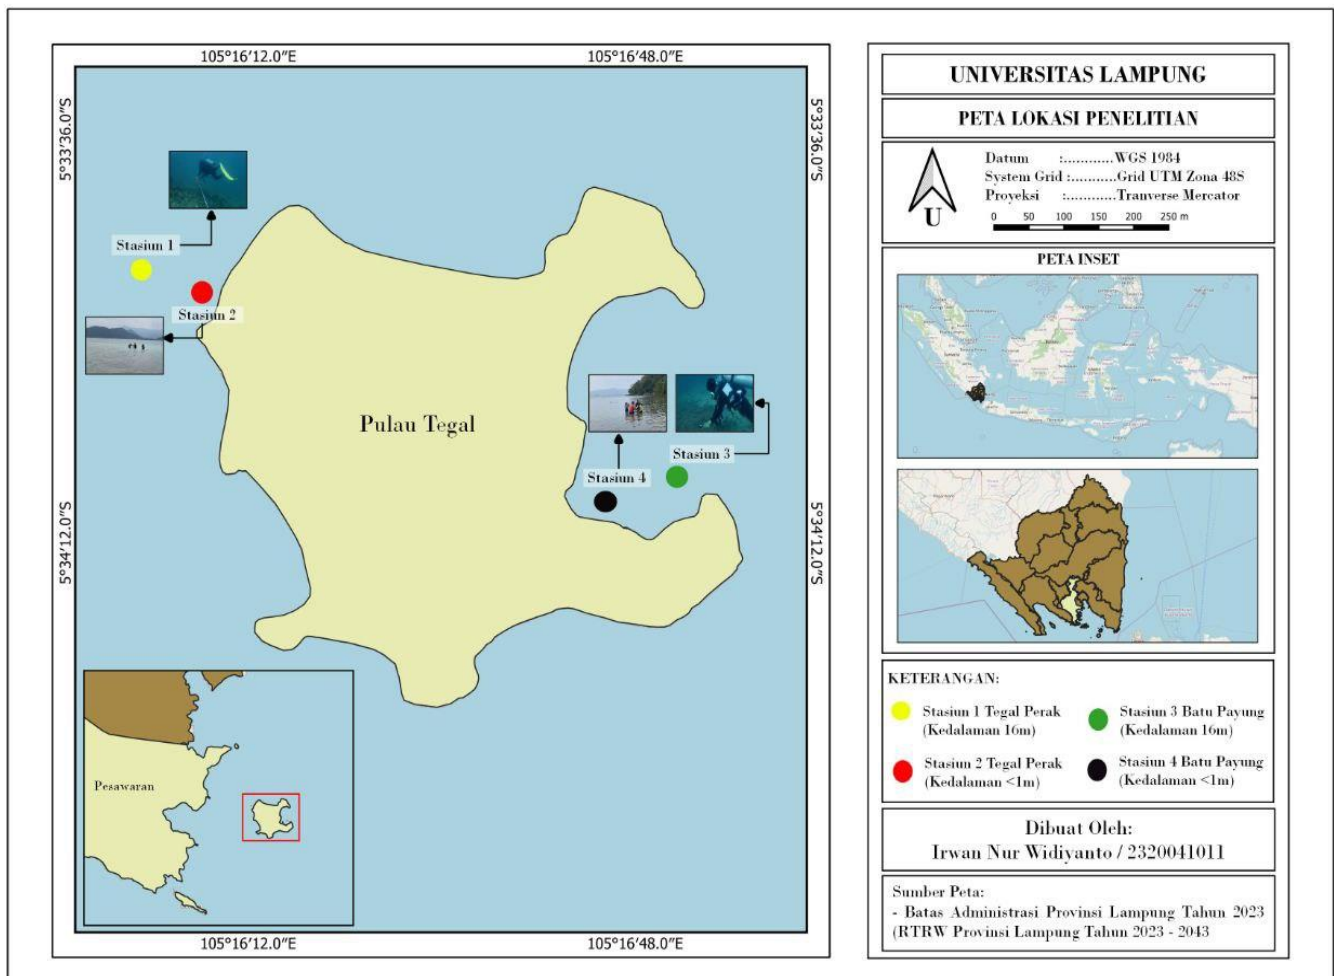 105°16'12.0"E
105°16'48.0"E
5°33'36.0"S
5°33'36.0"S
Stasiun 1
Stasiun 2
Pulau Tegal
Stasiun 3
Stasiun 4
5°34'12.0"S
5°34'12.0"S
Pesawaran
105°16'12.0"E
105°16'48.0"E
UNIVERSITAS LAMPUNG
PETA LOKASI PENELITIAN
Datum :............WGS 1984
System Grid :...........Grid UTM Zona 48S
Proyeksi :............Tranverse Mercator
0 50 100 150 200 250 m
U
PETA INSET
KETERANGAN:
Stasiun 1 Tegal Perak
(Kedalaman 16m)
Stasiun 3 Batu Payung
(Kedalaman 16m)
Stasiun 2 Tegal Perak
(Kedalaman <1m)
Stasiun 4 Batu Payung
(Kedalaman <1m)
Dibuat Oleh:
Irwan Nur Widiyanto / 2320041011
Sumber Peta:
- Batas Administrasi Provinsi Lampung Tahun 2023
(RTRW Provinsi Lampung Tahun 2023 - 2043